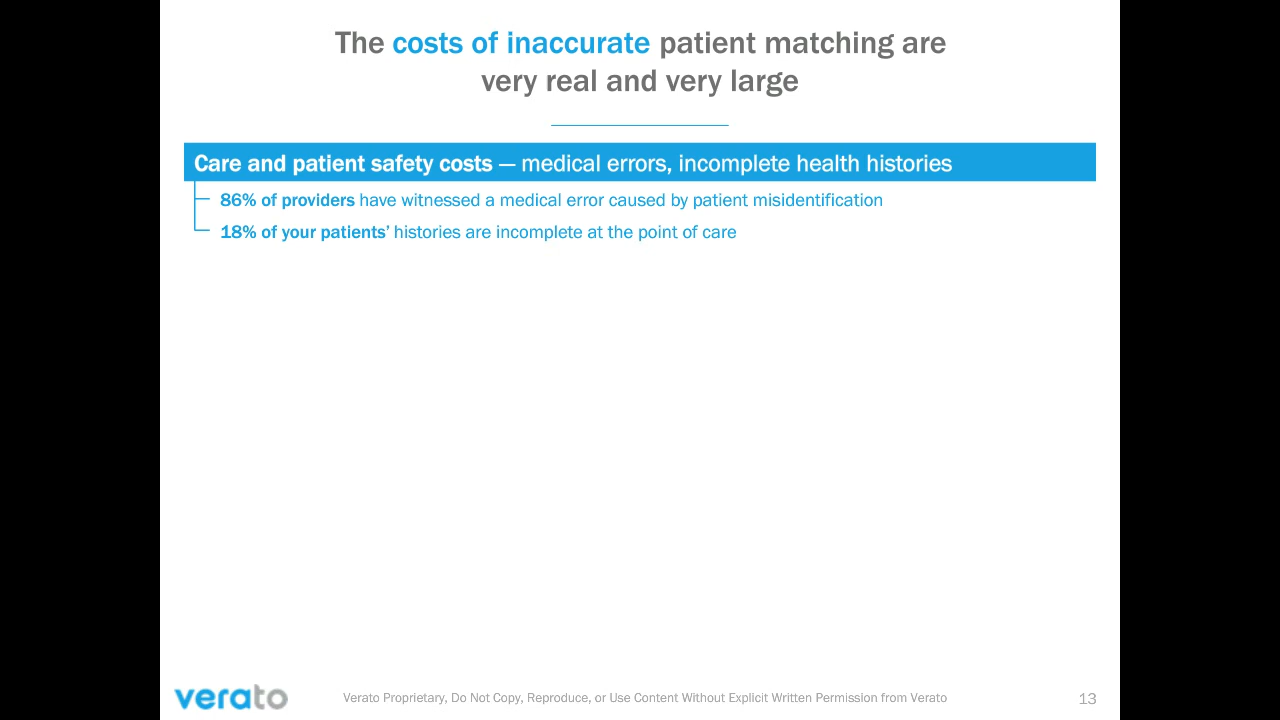 The costs of inaccurate patient matching are
very real and very large
Care and patient safety costs — medical errors, incomplete health histories
86% of providers have witnessed a medical error caused by patient misidentification
18% of your patients’ histories are incomplete at the point of care
verato
Verato Proprietary, Do Not Copy, Reproduce, or Use Content Without Explicit Written Permission from Verato
13